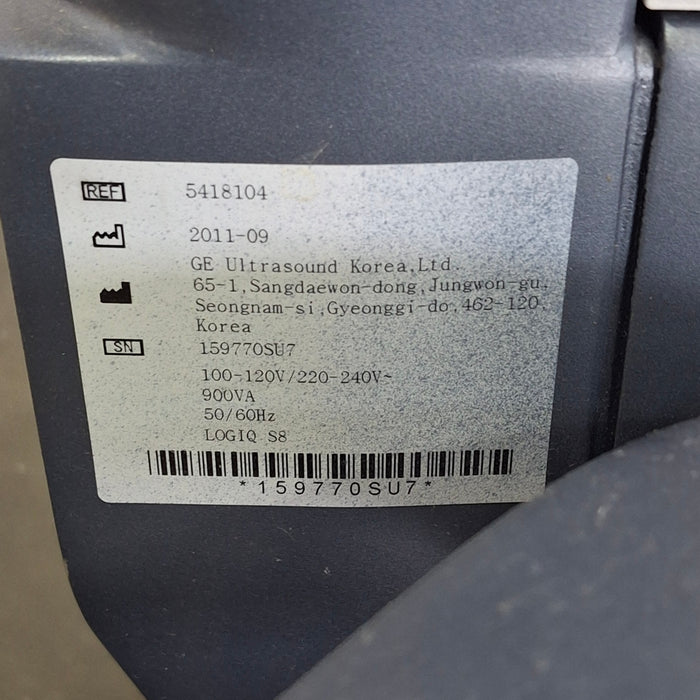 REF 5418104
2011-09
GE Ultrasound Korea,Ltd.
65-1,Sangdaewon-dong,Jungwon-gu,
Seongnam-si,Gyeonggi-do,462-120,
Korea
SN 159770SU7
100-120V/220-240V~
900VA
50/60Hz
LOGIQ S8
*159770SU7*